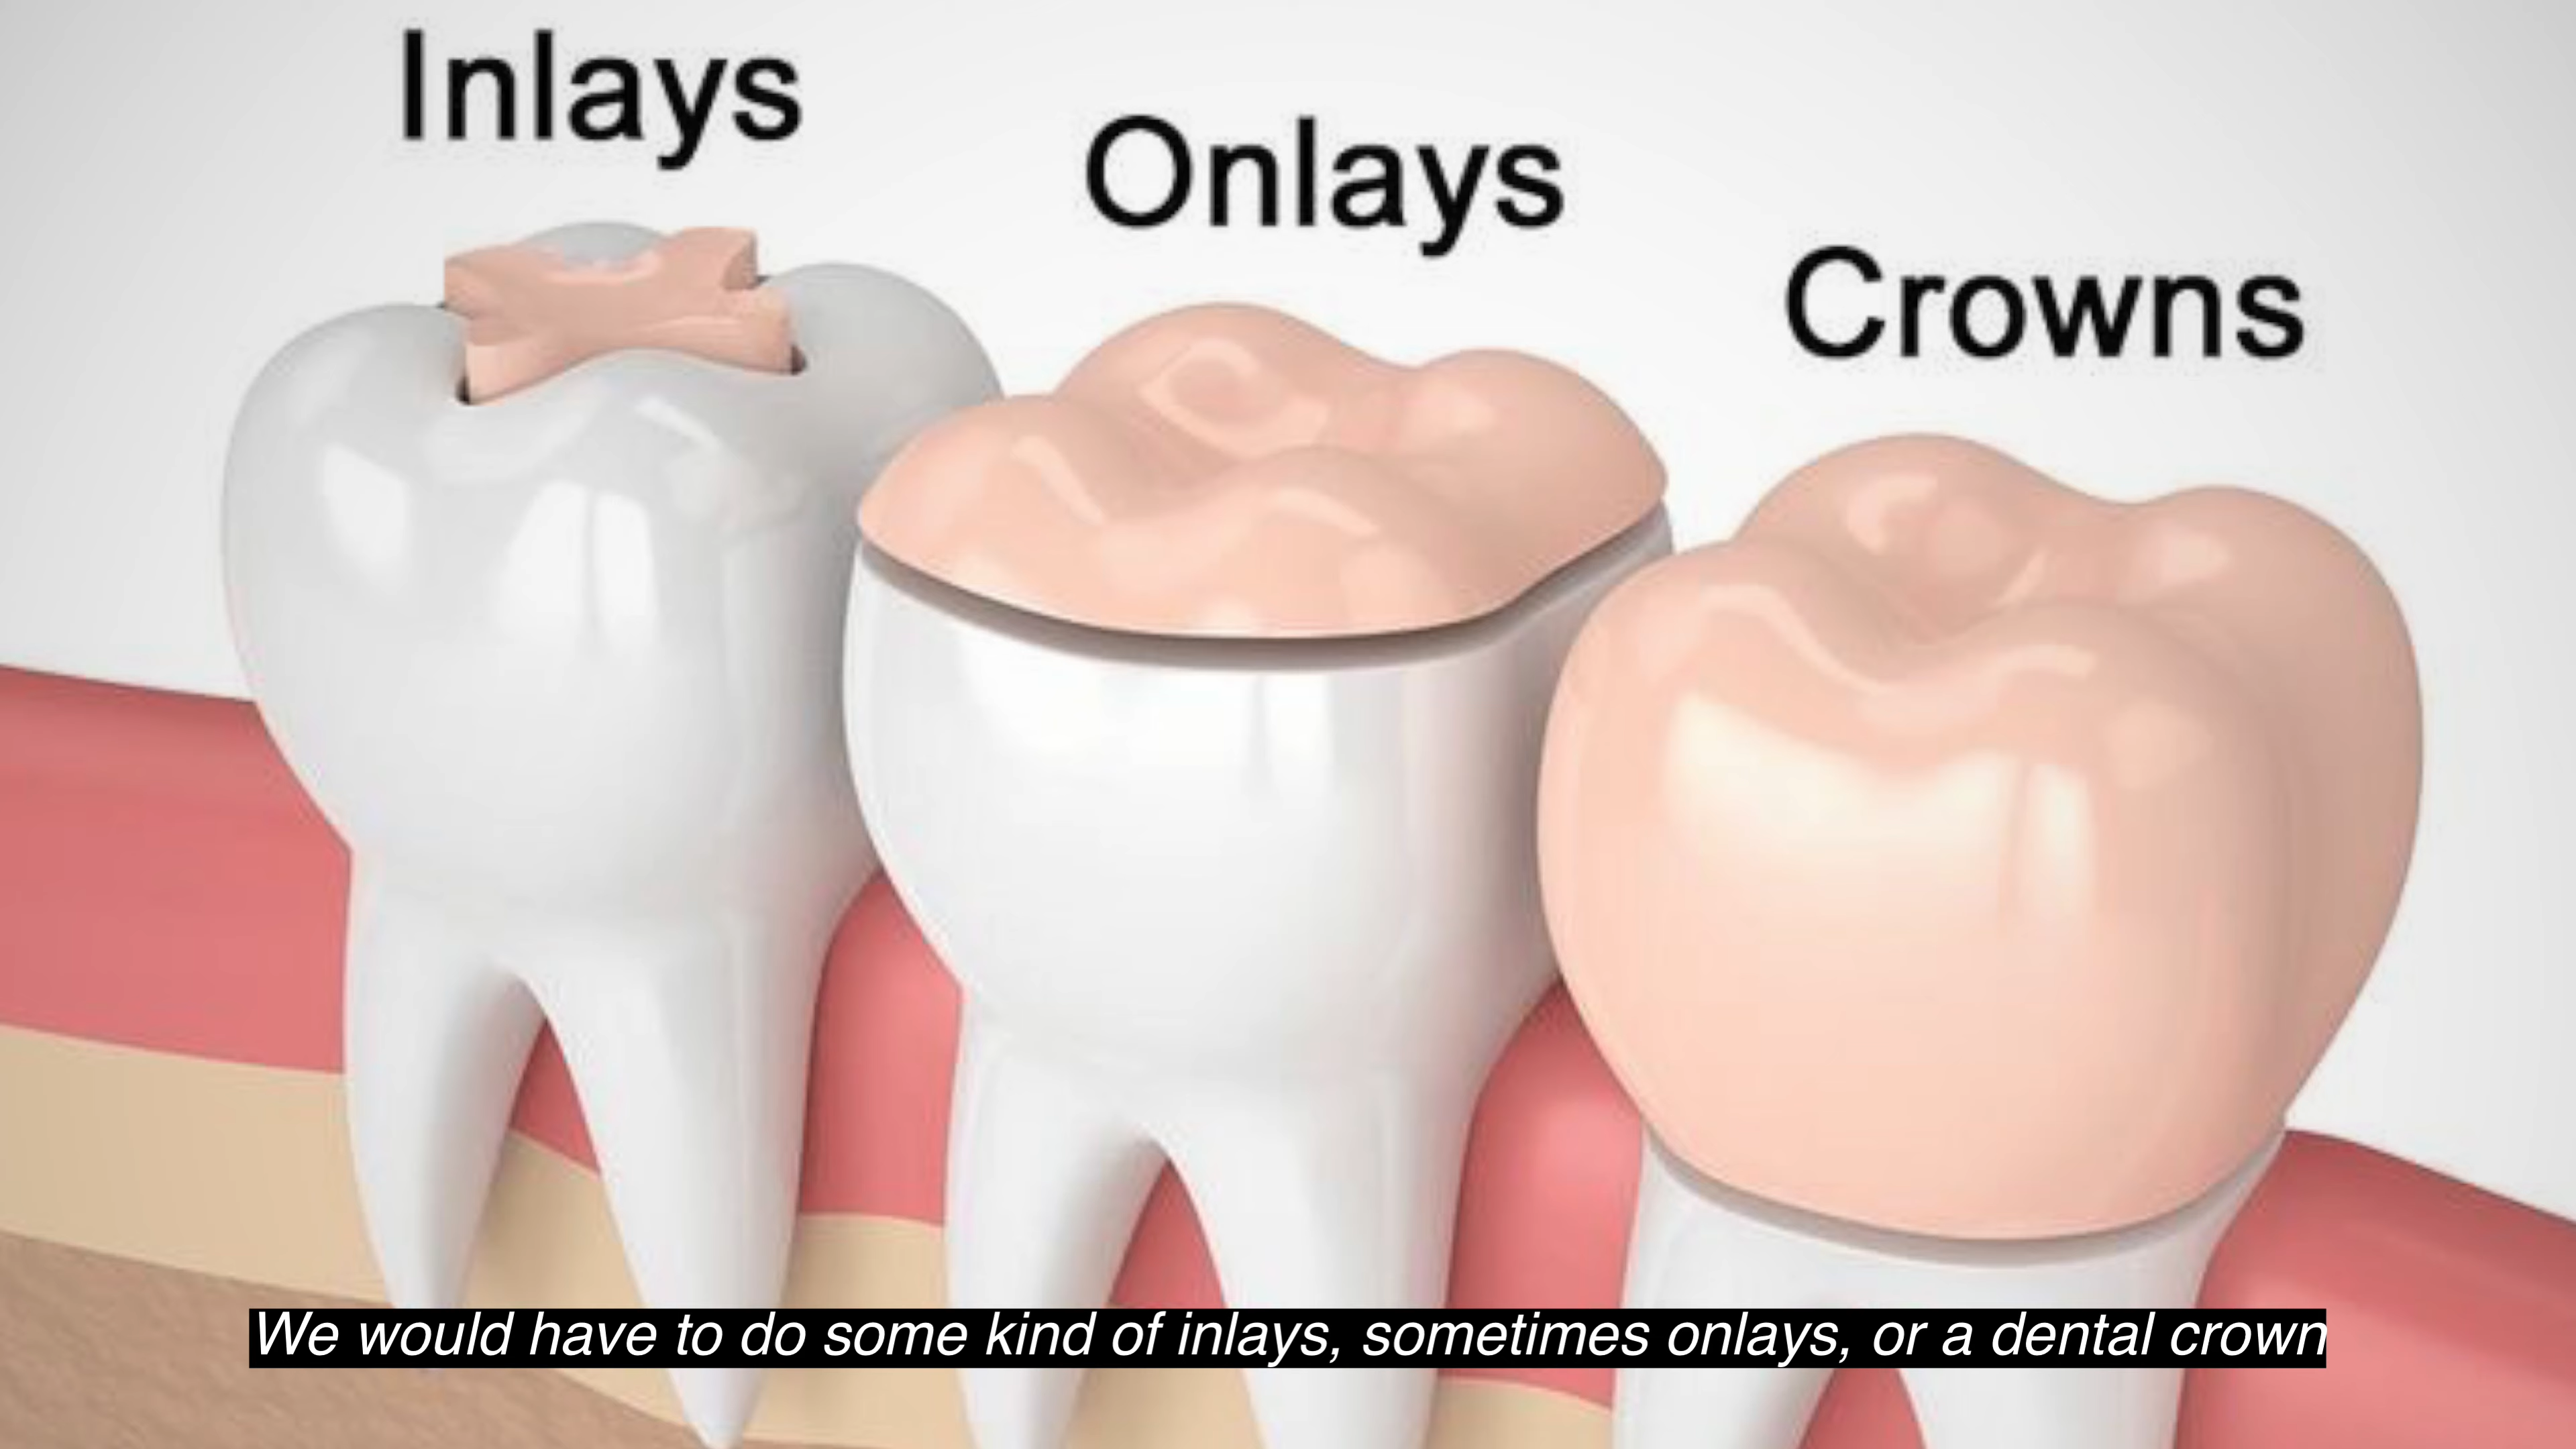 Inlays
Onlays
Crowns
We would have to do some kind of inlays, sometimes onlays, or a dental crown